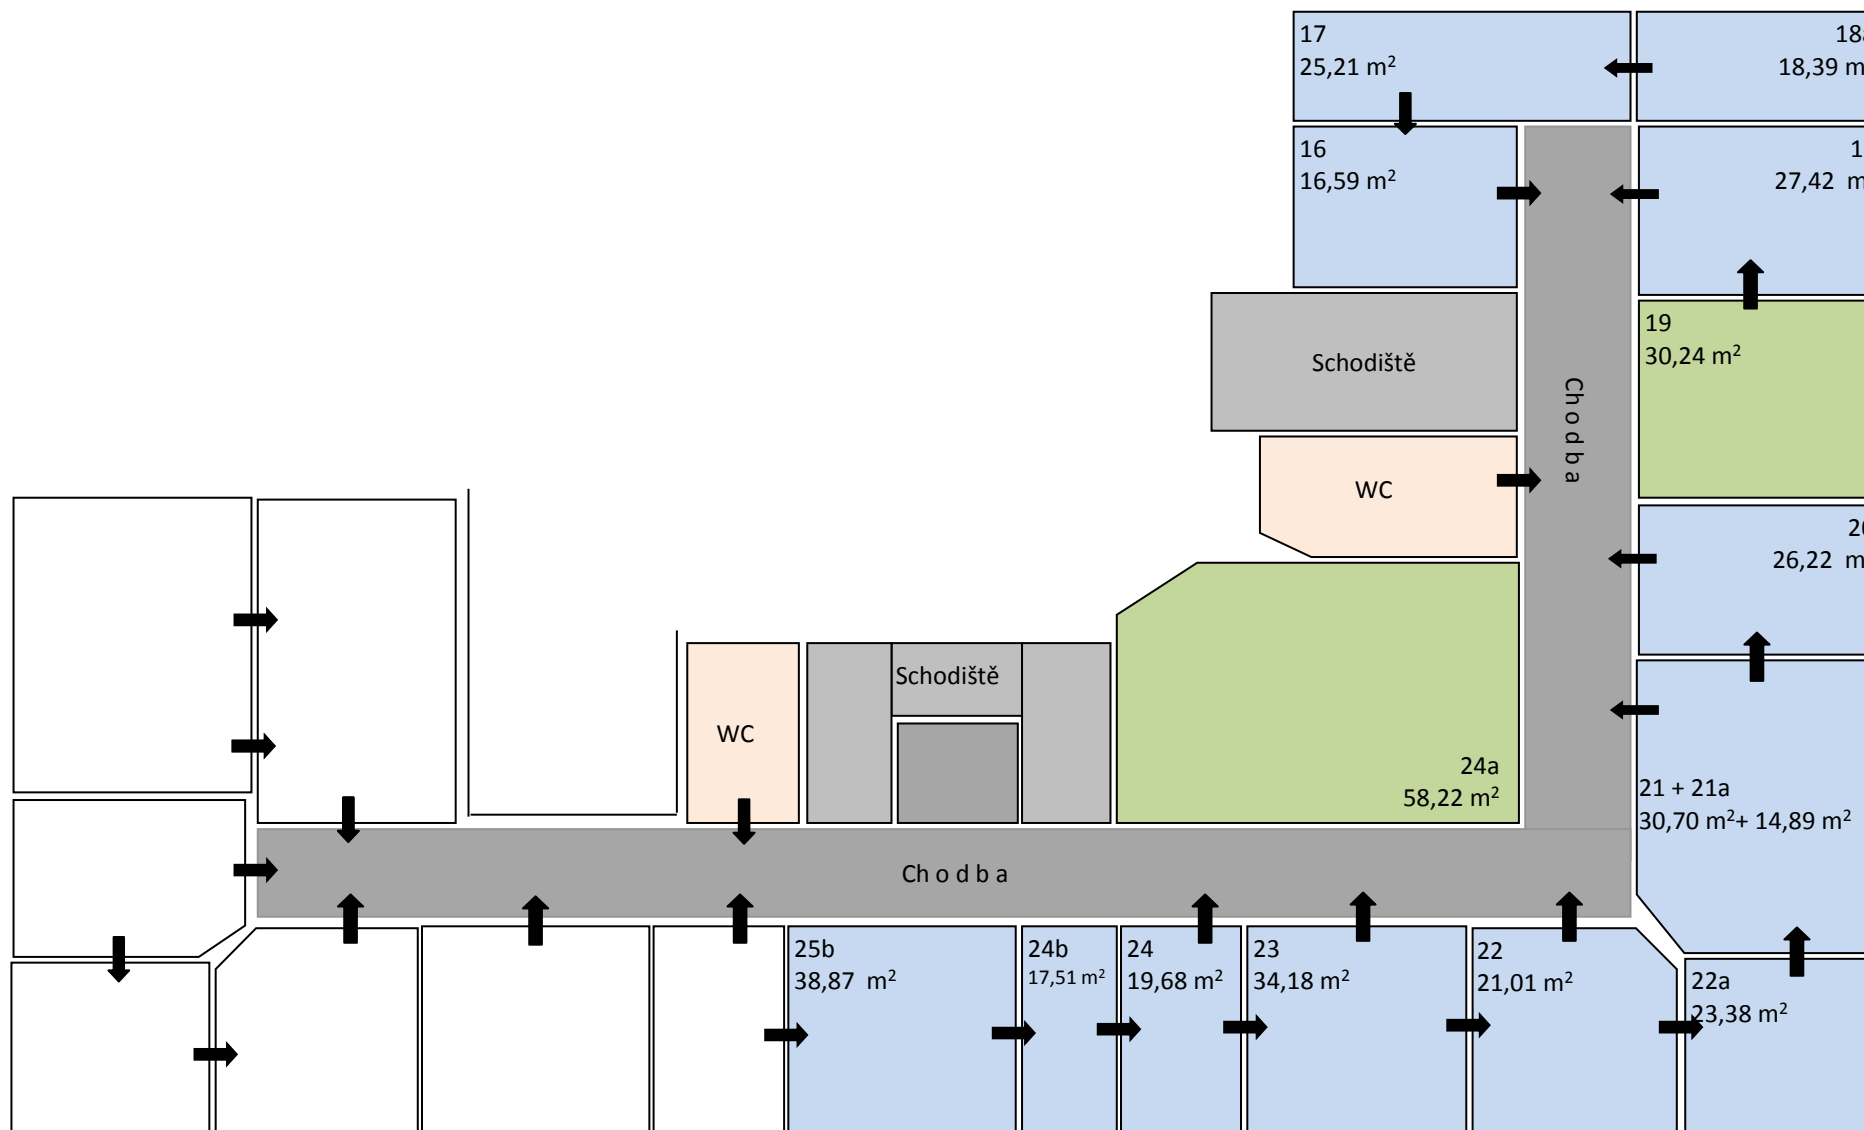 17
25,21 m²
18,39 m
16
16,59 m²
27,42 m
19
30,24 m²
Schodiště
Chodba
WC
26,22 m
24a
58,22 m²
Schodiště
WC
21 + 21a
30,70 m²+ 14,89 m²
Chodba
25b
38,87 m²
24b
17,51 m²
24
19,68 m²
23
34,18 m²
22
21,01 m²
22a
23,38 m²